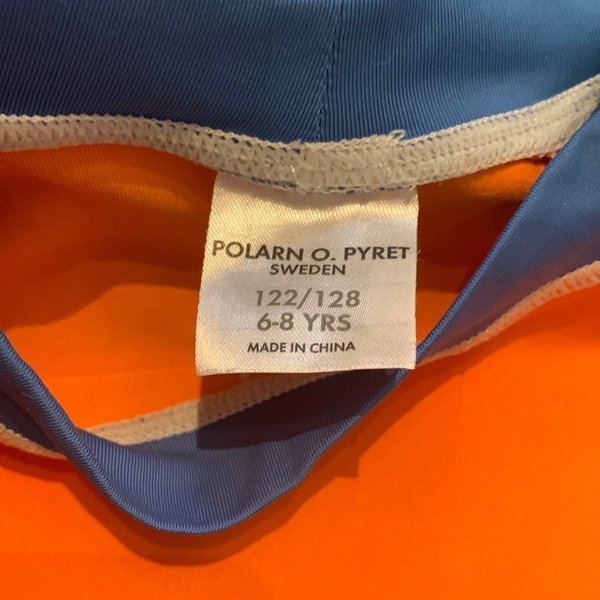 POLARN O. PYRET
SWEDEN
122/128
6-8 YRS
MADE IN CHINA